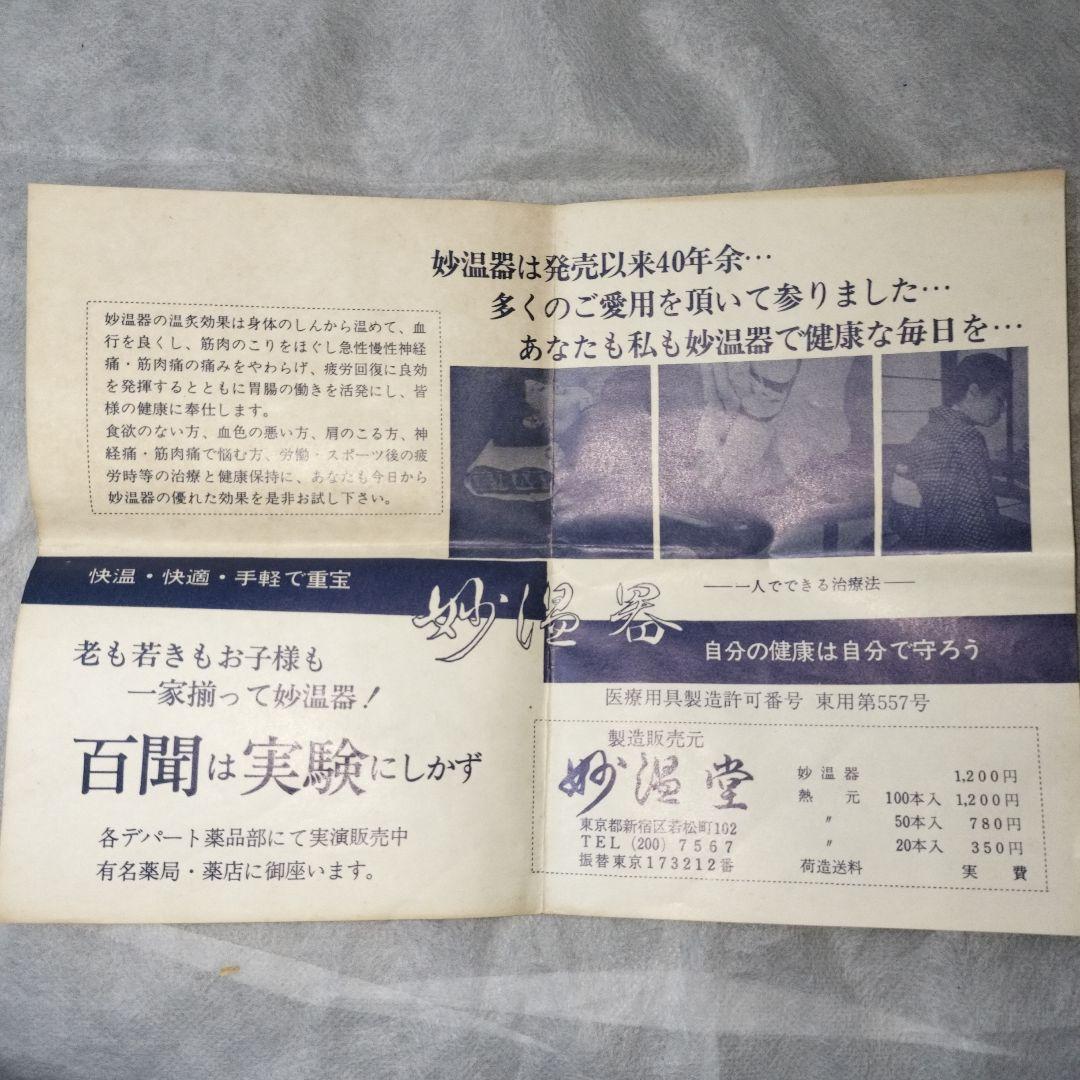 妙温器は発売以来40年余…
多くのご愛用を頂いて参りました…
あなたも私も妙温器で健康な毎日を…
妙温器の温灸効果は身体のしんから温めて、血
行を良くし、筋肉のこりをほぐし急性慢性神経
痛・筋肉痛の痛みをやわらげ、疲労回復に良効
を発揮するとともに胃腸の働きを活発にし、皆
様の健康に奉仕します。
食欲のない方、血色の悪い方、肩のこる方、神
経痛・筋肉痛で悩む方、労働・スポーツ後の疲
労時等の治療と健康保持に、あなたも今日から
妙温器の優れた効果を是非お試し下さい。
快温・快適・手軽で重宝
妙温器
―一人でできる治療法―
自分の健康は自分で守ろう
老も若きもお子様も
一家揃って妙温器！
百聞は実験にしかず
各デパート薬品部にて実演販売中
有名薬局・薬店に御座います。
医療用具製造許可番号 東用第557号
製造販売元
妙温堂
東京都新宿区若松町102
TEL (200) 7567
振替東京173212番
妙温器 1,200円
熱元 100本入 1,200円
〃 50本入 780円
〃 20本入 350円
荷造送料 実費